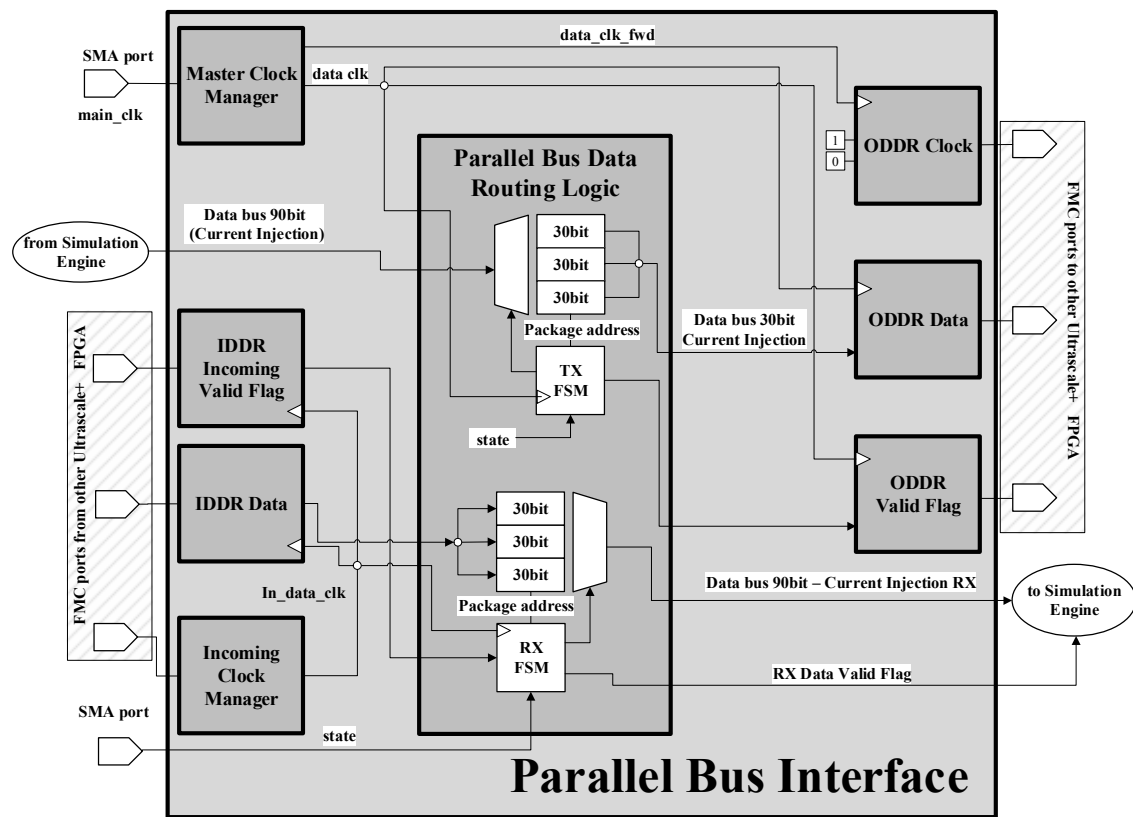 SMA port
main_clk
Master Clock
Manager
data_clk_fwd
data clk
1
0
ODDR Clock
Parallel Bus Data
Routing Logic
Data bus 90bit
(Current Injection)
from Simulation
Engine
30bit
30bit
30bit
Package address
TX
FSM
state
Data bus 30bit
Current Injection
ODDR Data
ODDR
Valid Flag
FMC ports to other Ultrascale+ FPGA
FMC ports from other Ultrascale+ FPGA
IDDR
Incoming
Valid Flag
IDDR Data
In_data_clk
Incoming
Clock
Manager
30bit
30bit
30bit
Package address
RX
FSM
Data bus 90bit – Current Injection RX
to Simulation
Engine
RX Data Valid Flag
SMA port
state
Parallel Bus Interface